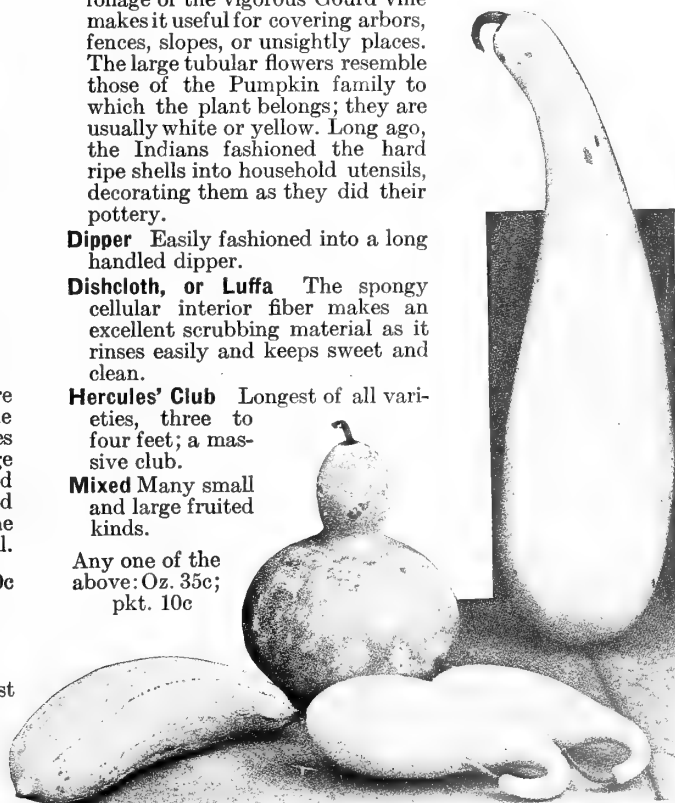 foliage of the vigorous Gourd vine
makes it useful for covering arbors,
fences, slopes, or unsightly places.
The large tubular flowers resemble
those of the Pumpkin family to
which the plant belongs; they are
usually white or yellow. Long ago,
the Indians fashioned the hard
ripe shells into household utensils,
decorating them as they did their
pottery.
Dipper Easily fashioned into a long
handled dipper.
Dishcloth, or Luffa The spongy
cellular interior fiber makes an
excellent scrubbing material as it
rinses easily and keeps sweet and
clean.
Hercules' Club Longest of all vari-
eties, three to
four feet; a mas-
sive club.
Mixed Many small
and large fruited
kinds.
Any one of the
above: Oz. 35c;
pkt. 10c